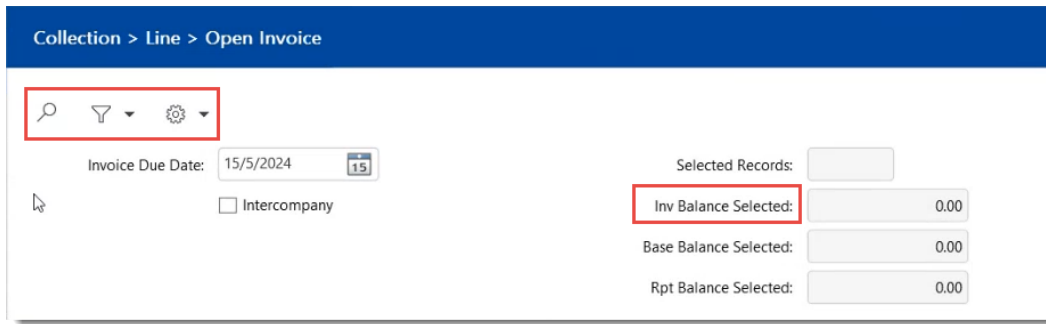 Collection > Line > Open Invoice
Invoice Due Date: 15/5/2024 15 Selected Records:
Intercompany Inv Balance Selected: 0.00
Base Balance Selected: 0.00
Rpt Balance Selected: 0.00